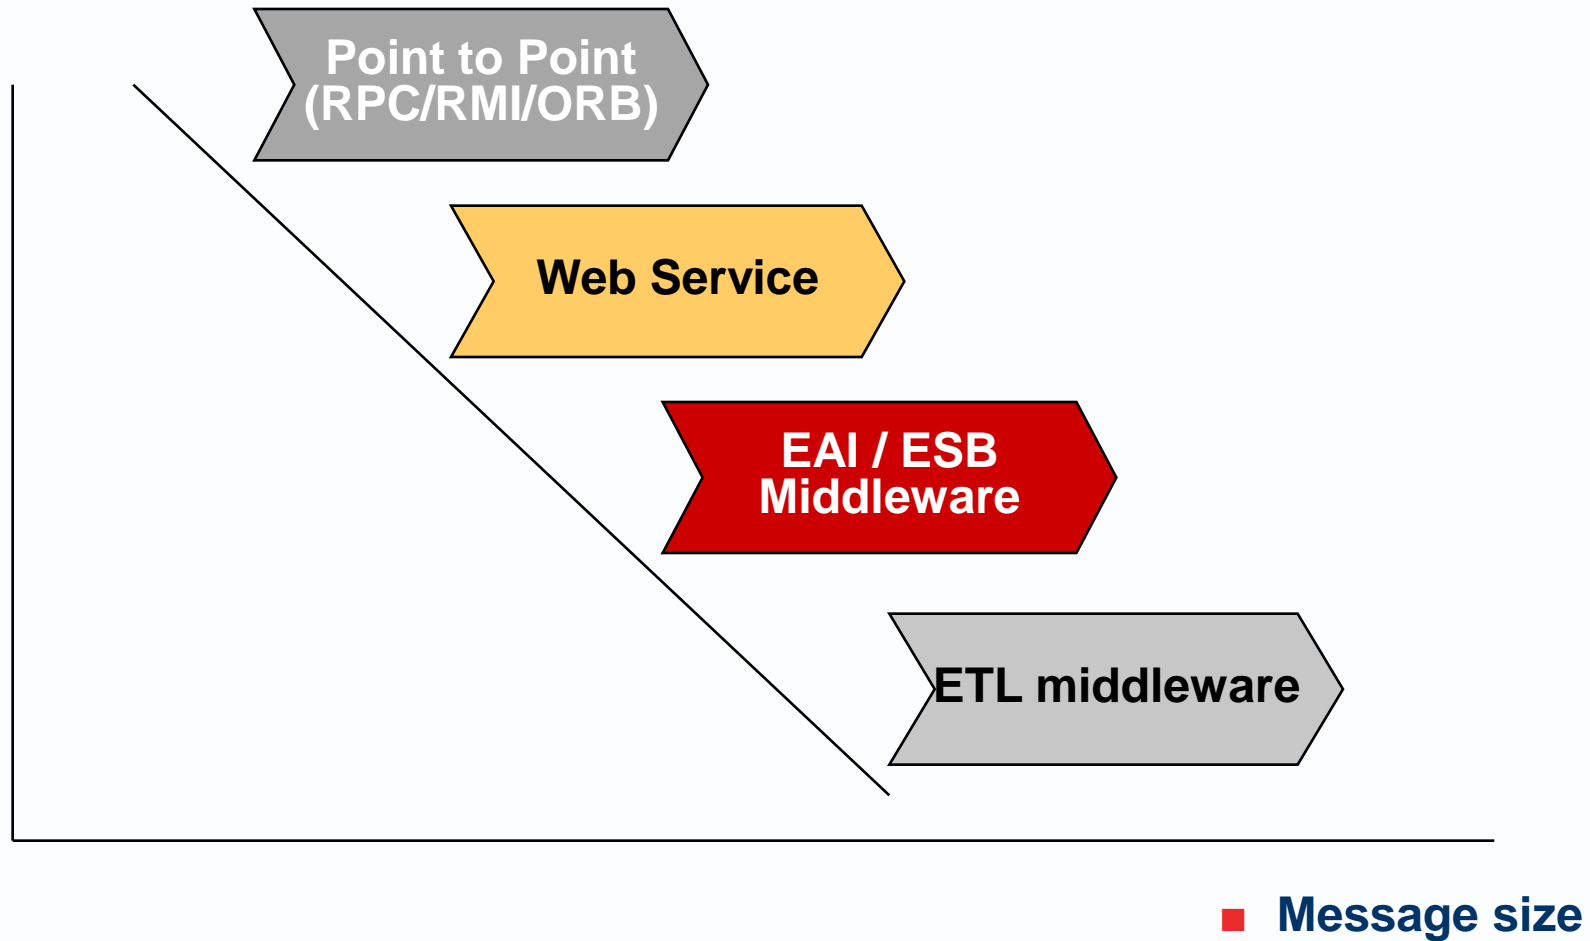 Point to Point
(RPC/RMI/ORB)
Web Service
EAI / ESB
Middleware
ETL middleware
Message size